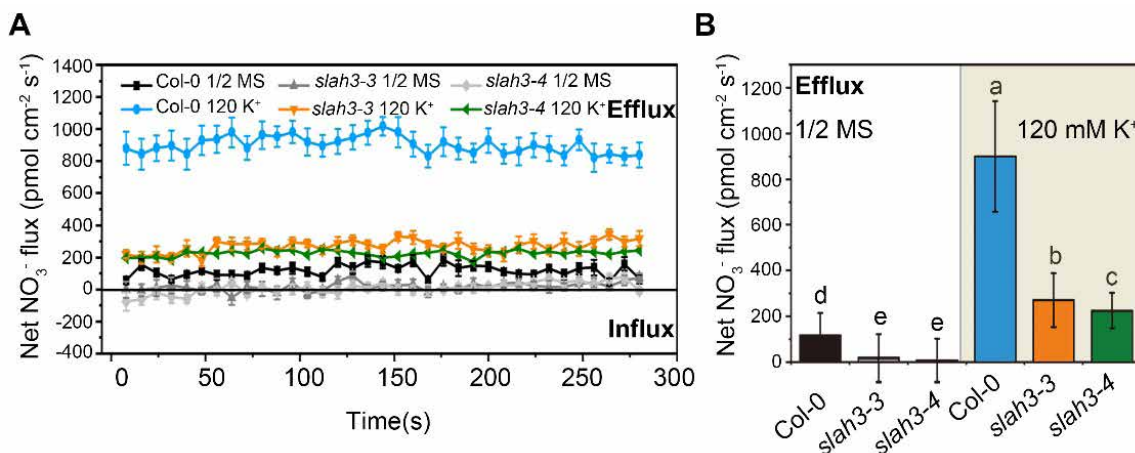 A
Net NO₃⁻ flux (pmol cm⁻² s⁻¹)
1400
1200
1000
800
600
400
200
0
-200
-400
Col-0 1/2 MS
slah3-3 1/2 MS
slah3-4 1/2 MS
Col-0 120 K⁺
slah3-3 120 K⁺
slah3-4 120 K⁺
Efflux
Influx
0 50 100 150 200 250 300
Time(s)
B
Net NO₃⁻ flux (pmol cm⁻² s⁻¹)
1200
1000
800
600
400
200
0
Efflux
1/2 MS
120 mM K⁺
d e e a b c
Col-0 slah3-3 slah3-4 Col-0 slah3-3 slah3-4